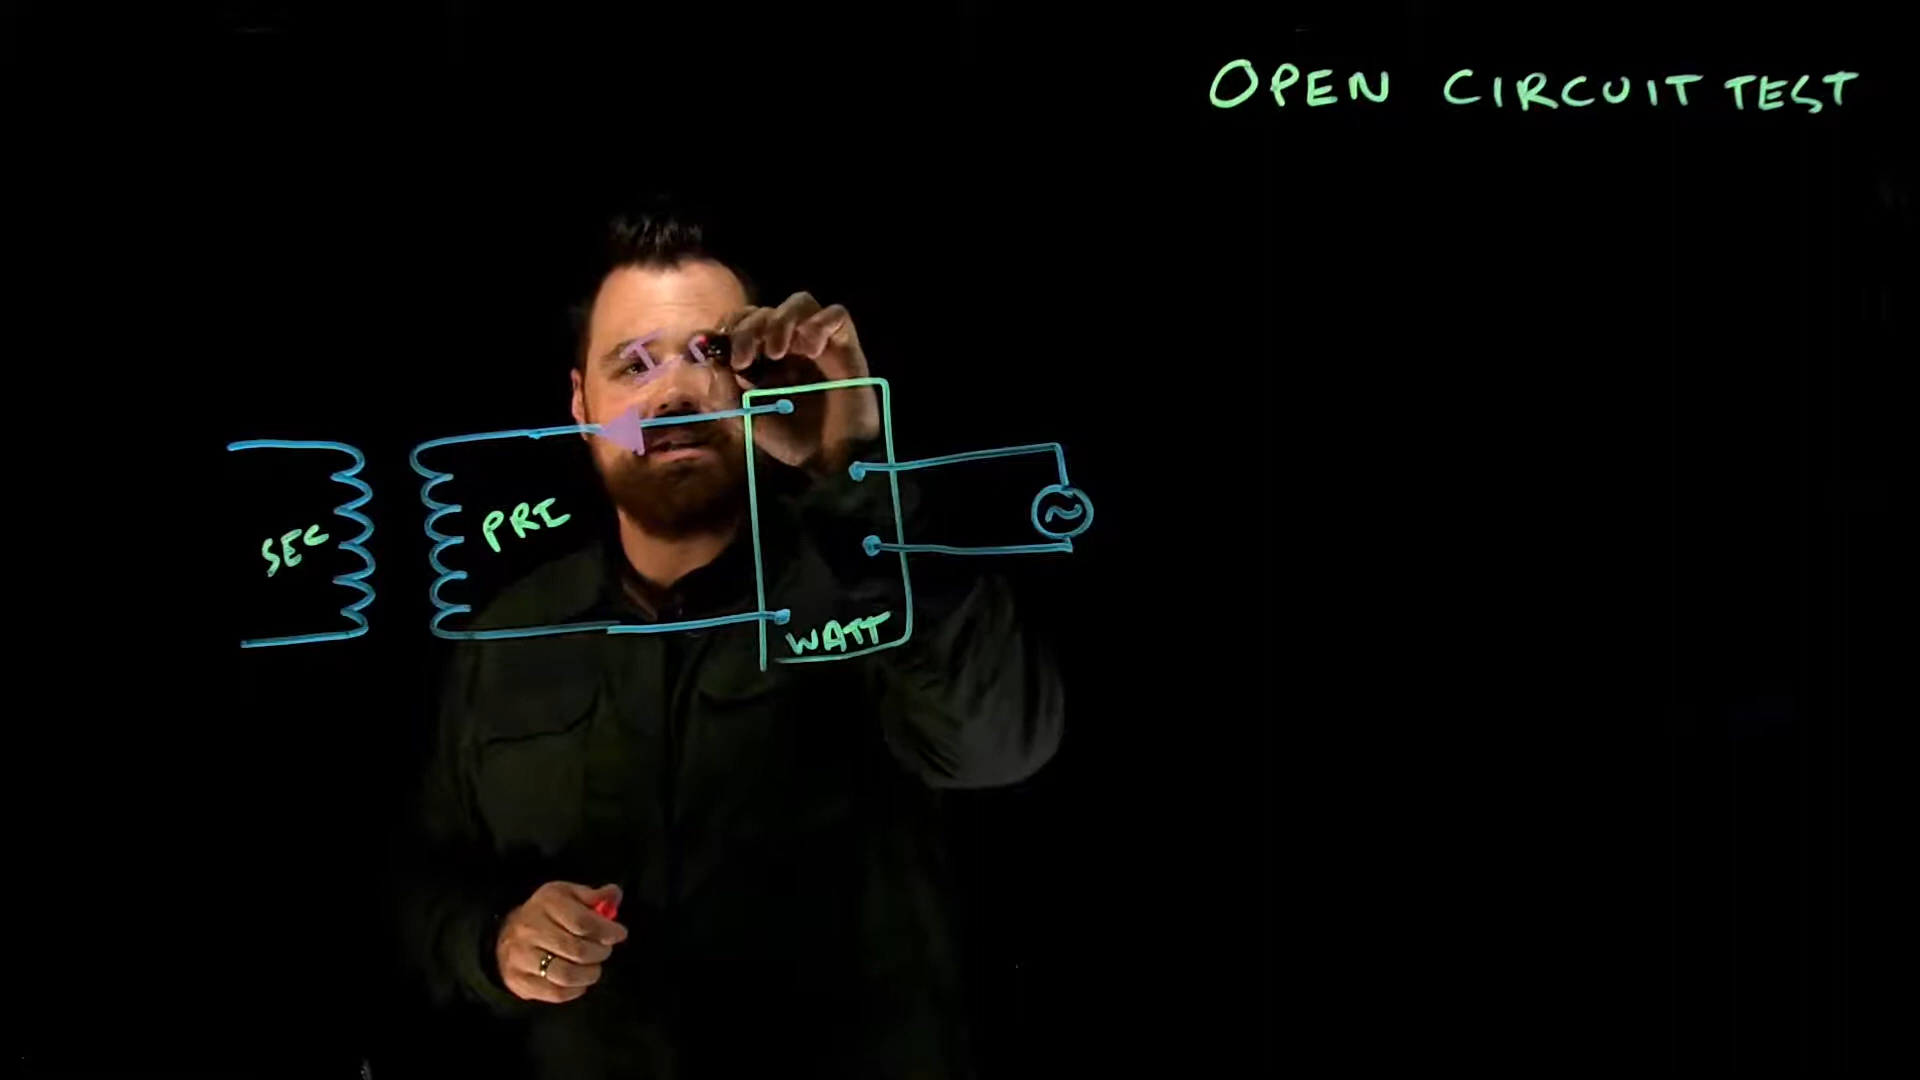 OPEN CIRCUIT TEST
I
SEC
PRI
WATT